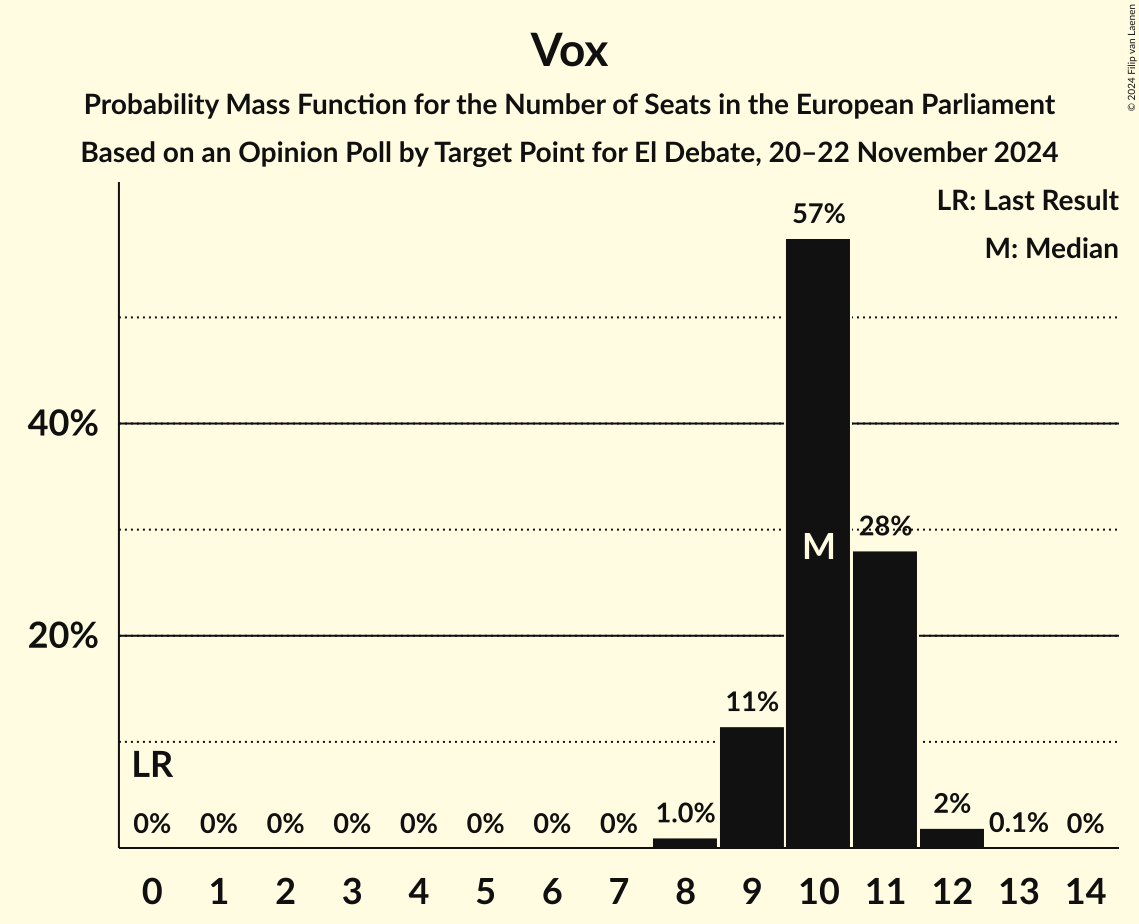 Vox
Probability Mass Function for the Number of Seats in the European Parliament
Based on an Opinion Poll by Target Point for El Debate, 20–22 November 2024
© 2024 Filip van Laenen
LR: Last Result
M: Median
57%
40%
28%
M
20%
11%
LR
0% 0% 0% 0% 0% 0% 0% 0% 1.0% 2% 0.1% 0%
0 1 2 3 4 5 6 7 8 9 10 11 12 13 14